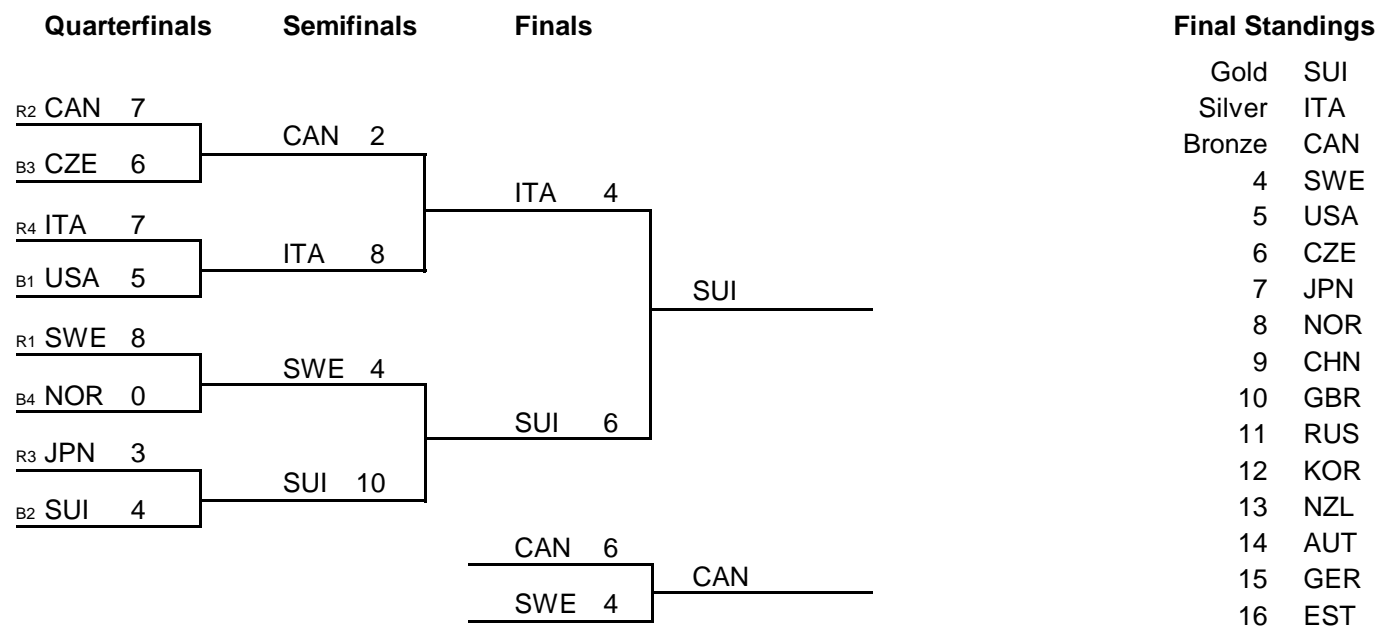 Quarterfinals Semifinals Finals Final Standings
Gold SUI
R2 CAN 7 Silver ITA
CAN 2 Bronze CAN
B3 CZE 6
ITA 4 4 SWE
R4 ITA 7 5 USA
ITA 8 6 CZE
B1 USA 5 7 JPN
SUI
R1 SWE 8 8 NOR
SWE 4 9 CHN
B4 NOR 0 10 GBR
SUI 6 11 RUS
R3 JPN 3 12 KOR
SUI 10
B2 SUI 4 13 NZL
CAN 6 14 AUT
CAN 15 GER
SWE 4 16 EST